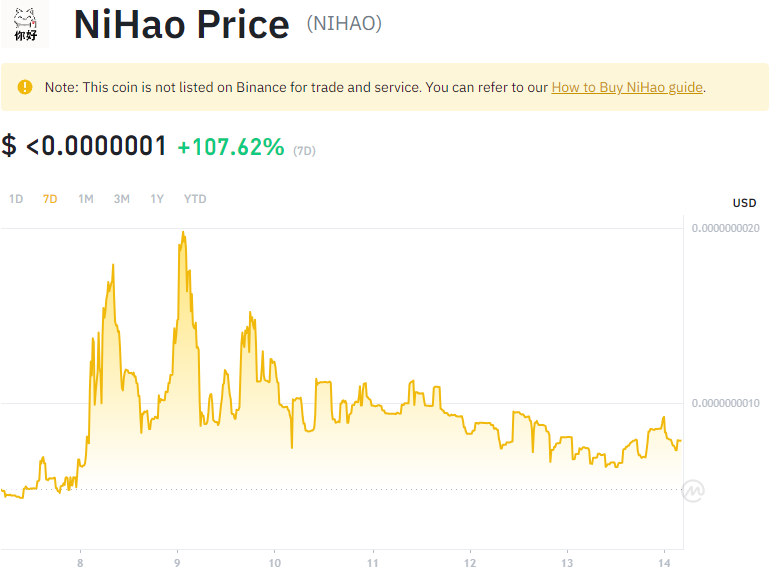 你好
NiHao Price (NIHAO)
Note: This coin is not listed on Binance for trade and service. You can refer to our How to Buy NiHao guide.
$ <0.0000001 +107.62% (7D)
1D 7D 1M 3M 1Y YTD
USD
0.0000000020
0.0000000010
8 9 10 11 12 13 14